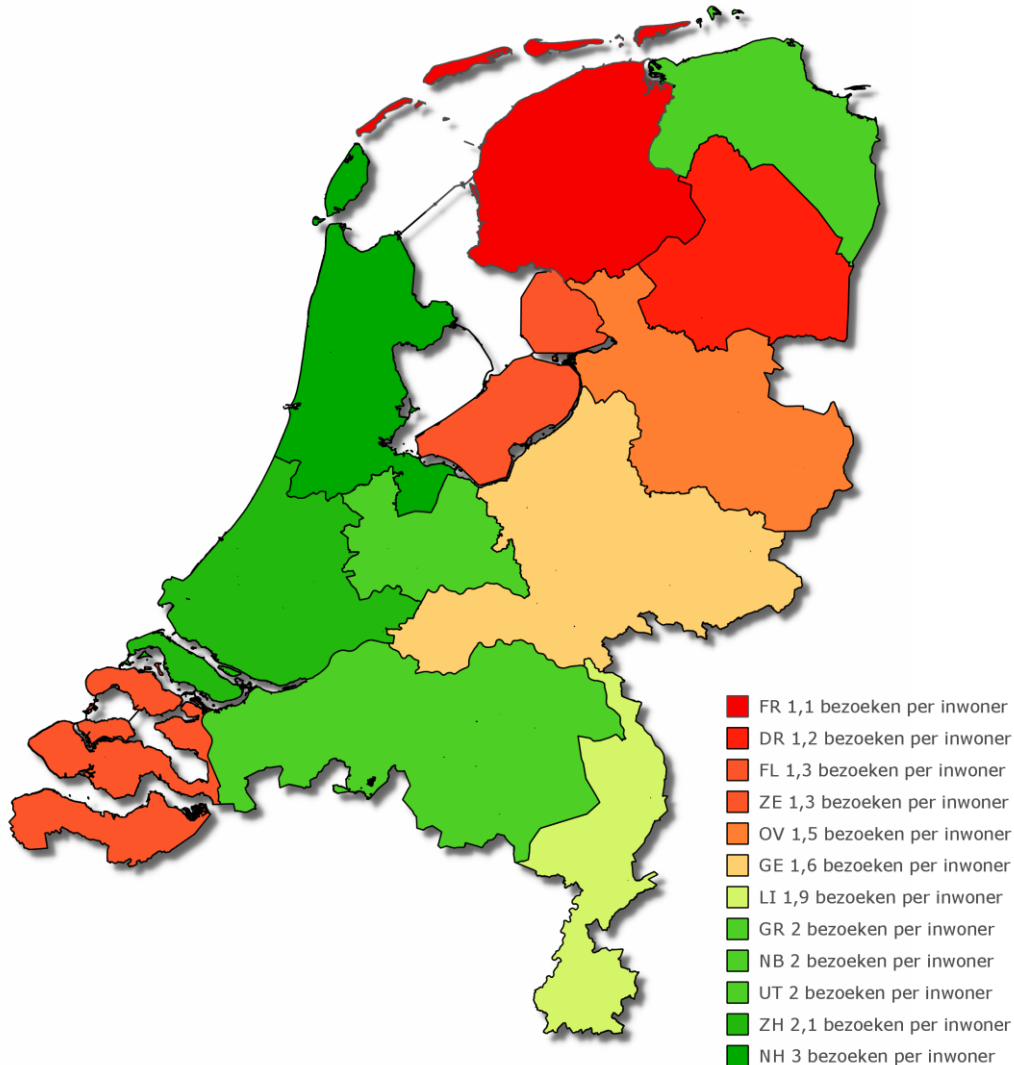 FR 1,1 bezoeken per inwoner
DR 1,2 bezoeken per inwoner
FL 1,3 bezoeken per inwoner
ZE 1,3 bezoeken per inwoner
OV 1,5 bezoeken per inwoner
GE 1,6 bezoeken per inwoner
LI 1,9 bezoeken per inwoner
GR 2 bezoeken per inwoner
NB 2 bezoeken per inwoner
UT 2 bezoeken per inwoner
ZH 2,1 bezoeken per inwoner
NH 3 bezoeken per inwoner